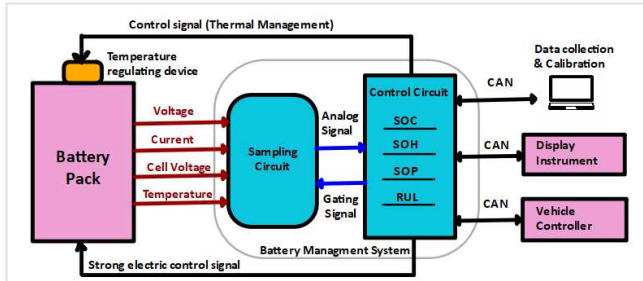 Control signal (Thermal Management)
Temperature
regulating device
Data collection
& Calibration
Battery
Pack
Voltage
Current
Cell Voltage
Temperature
Sampling
Circuit
Analog
Signal
Gating
Signal
Control Circuit
SOC
SOH
SOP
RUL
CAN
CAN
Display
Instrument
CAN
Vehicle
Controller
Battery Managment System
Strong electric control signal